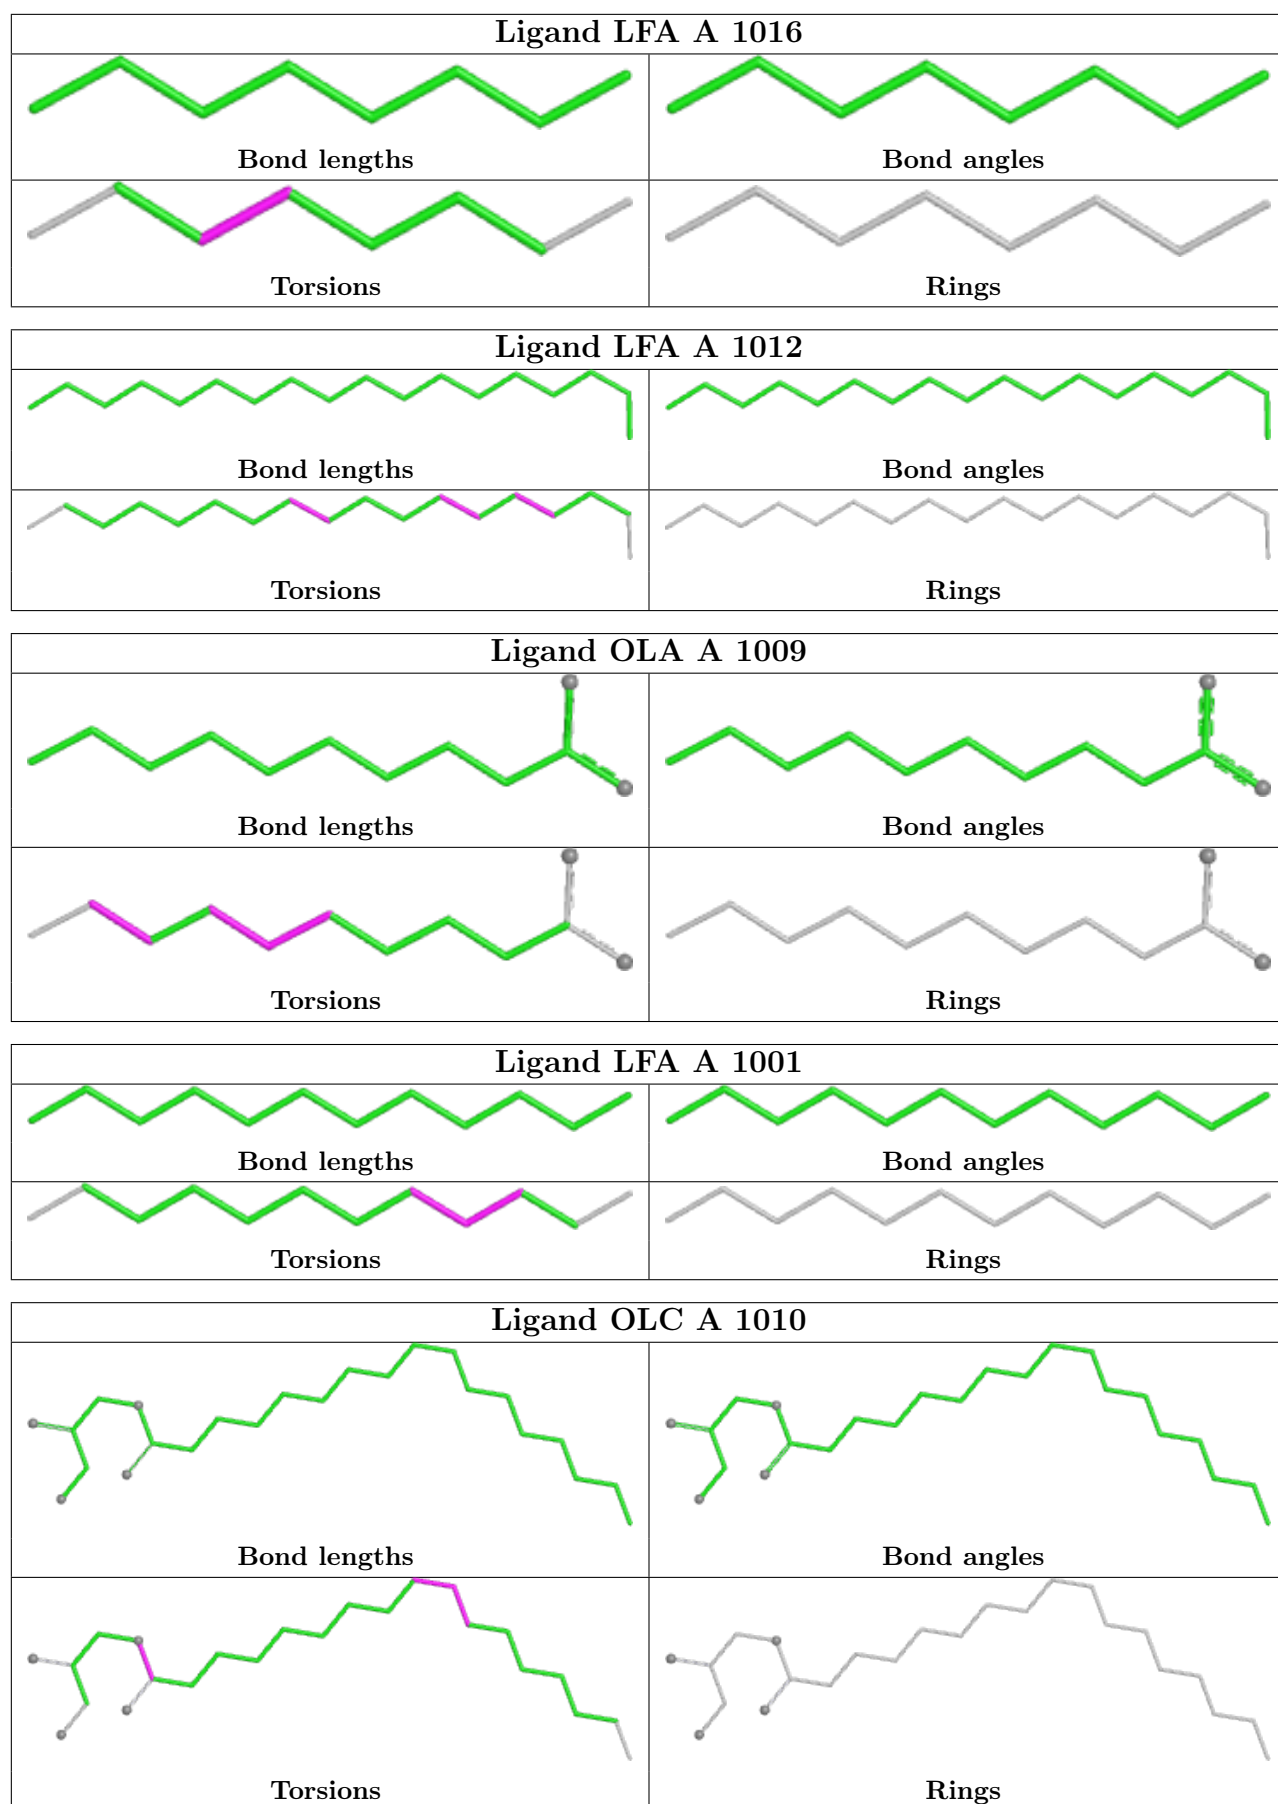 Ligand LFA A 1016
Bond lengths Bond angles
Torsions Rings
Ligand LFA A 1012
Bond lengths Bond angles
Torsions Rings
Ligand OLA A 1009
Bond lengths Bond angles
Torsions Rings
Ligand LFA A 1001
Bond lengths Bond angles
Torsions Rings
Ligand OLC A 1010
Bond lengths Bond angles
Torsions Rings